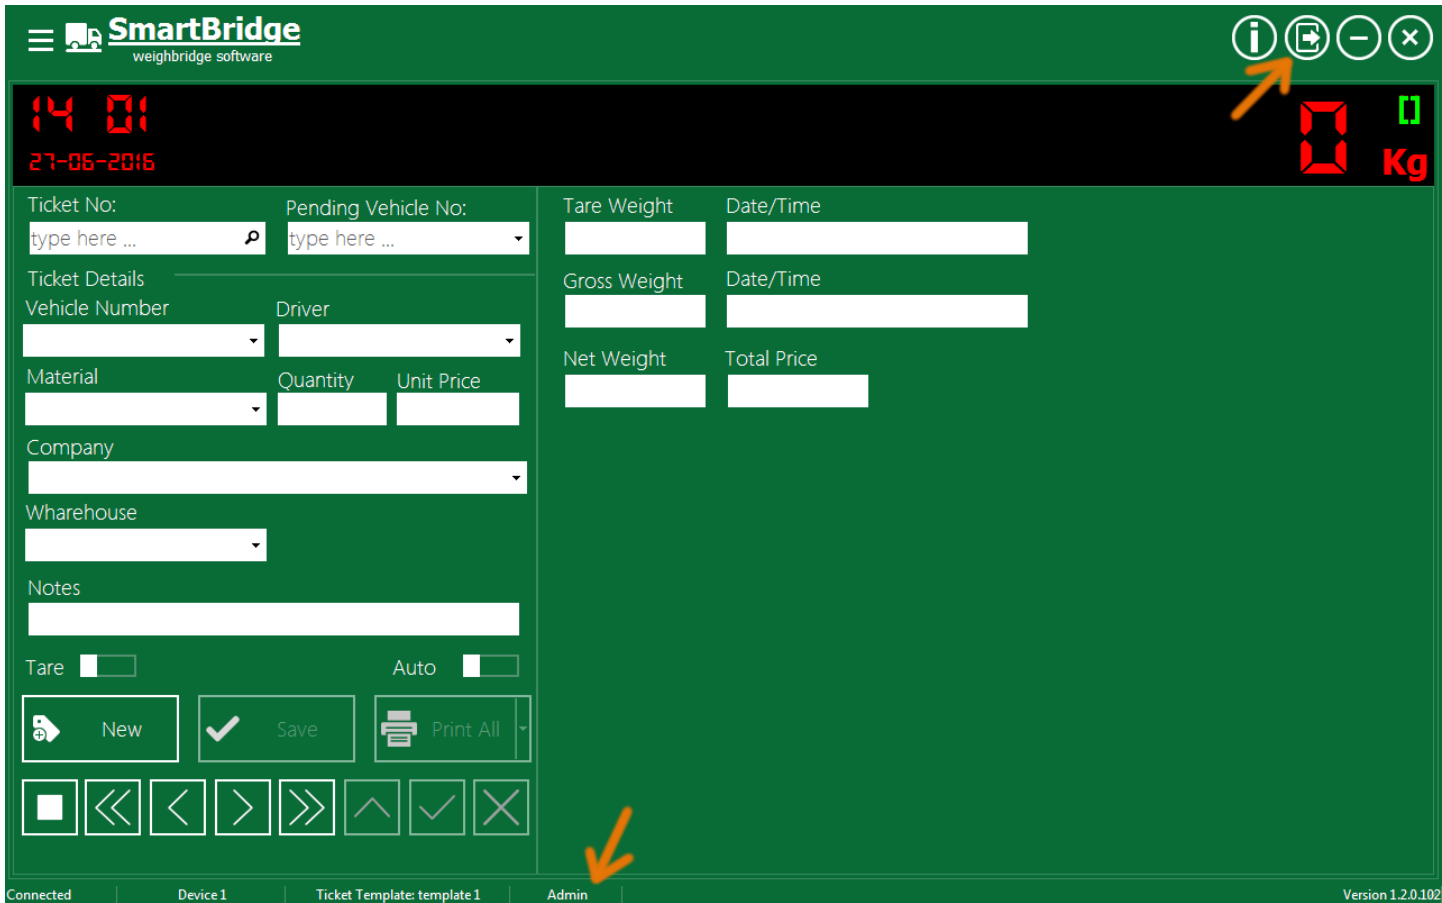 SmartBridge
weighbridge software
14 01
27-06-2016
0
[]
Kg
Ticket No:
Pending Vehicle No:
type here ...
type here ...
Ticket Details
Vehicle Number
Driver
Material
Quantity
Unit Price
Company
Wharehouse
Notes
Tare
Auto
New
Save
Print All
Tare Weight
Date/Time
Gross Weight
Date/Time
Net Weight
Total Price
Connected
Device 1
Ticket Template: template 1
Admin
Version 1.2.0.102